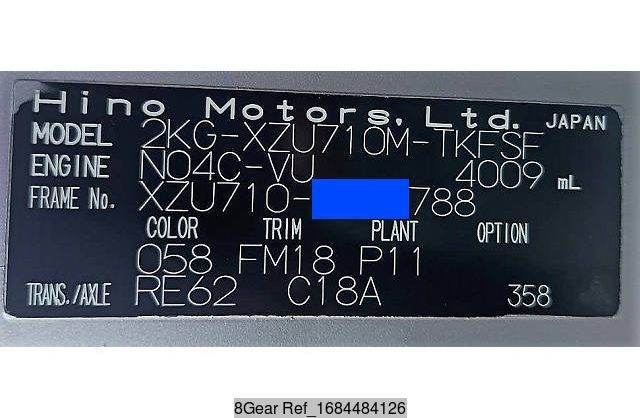 Hino Motors, Ltd. JAPAN
MODEL 2KG-XZU710M-TKFSF
ENGINE N04C-VU 4009 mL
FRAME No. XZU710- 788
COLOR TRIM PLANT OPTION
058 FM18 P11
TRANS./AXLE RE62 C18A 358
8Gear Ref_1684484126